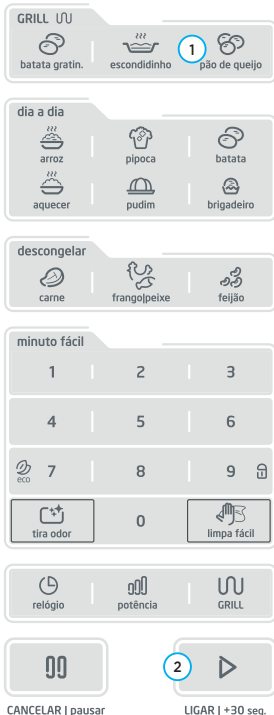 GRILL
batata gratin. escondidinho pão de queijo
1
dia a dia
arroz pipoca batata
aquecer pudim brigadeiro
descongelar
carne frango|peixe feijão
minuto fácil
1 2 3
4 5 6
eco 7 8 9
tira odor 0 limpa fácil
relógio potência GRILL
2
CANCELAR | pausar LIGAR | +30 seg.